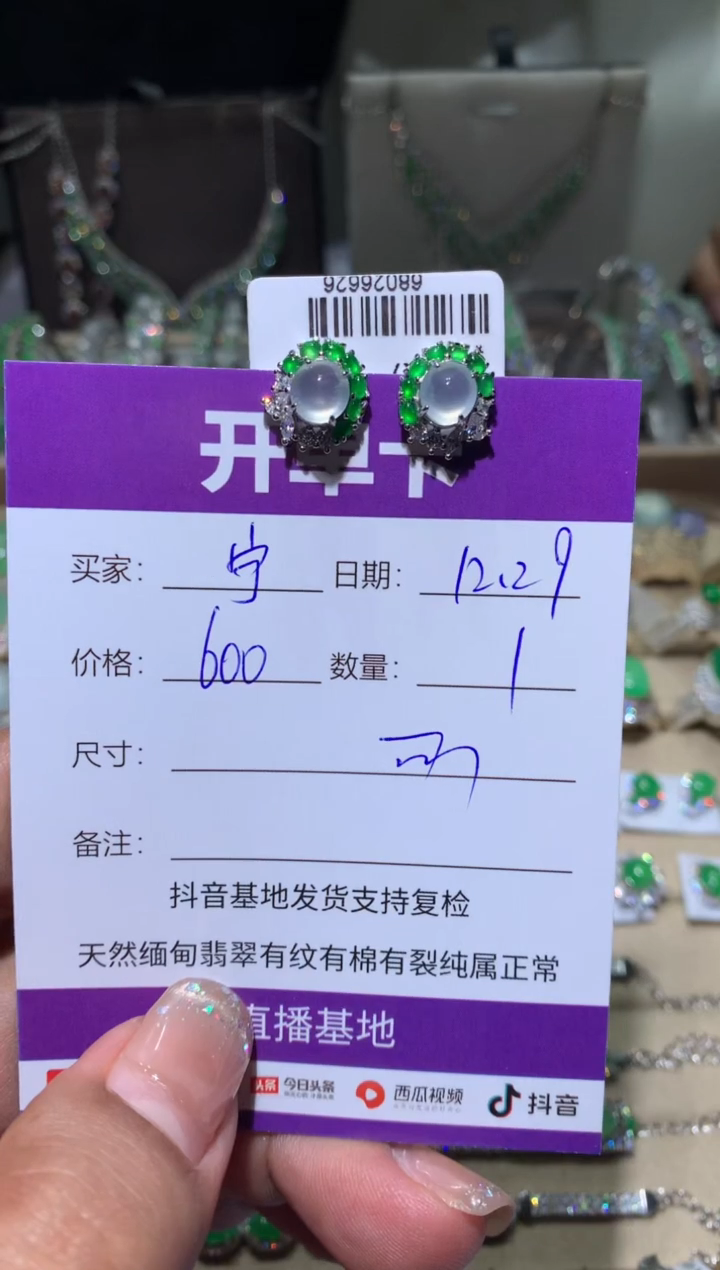 68026626
开单卡
买家： 宁 日期： 12.29
价格： 600 数量： 1
尺寸：
备注：
抖音基地发货支持复检
天然缅甸翡翠有纹有棉有裂纯属正常
直播基地
头条 今日头条 西瓜视频 抖音